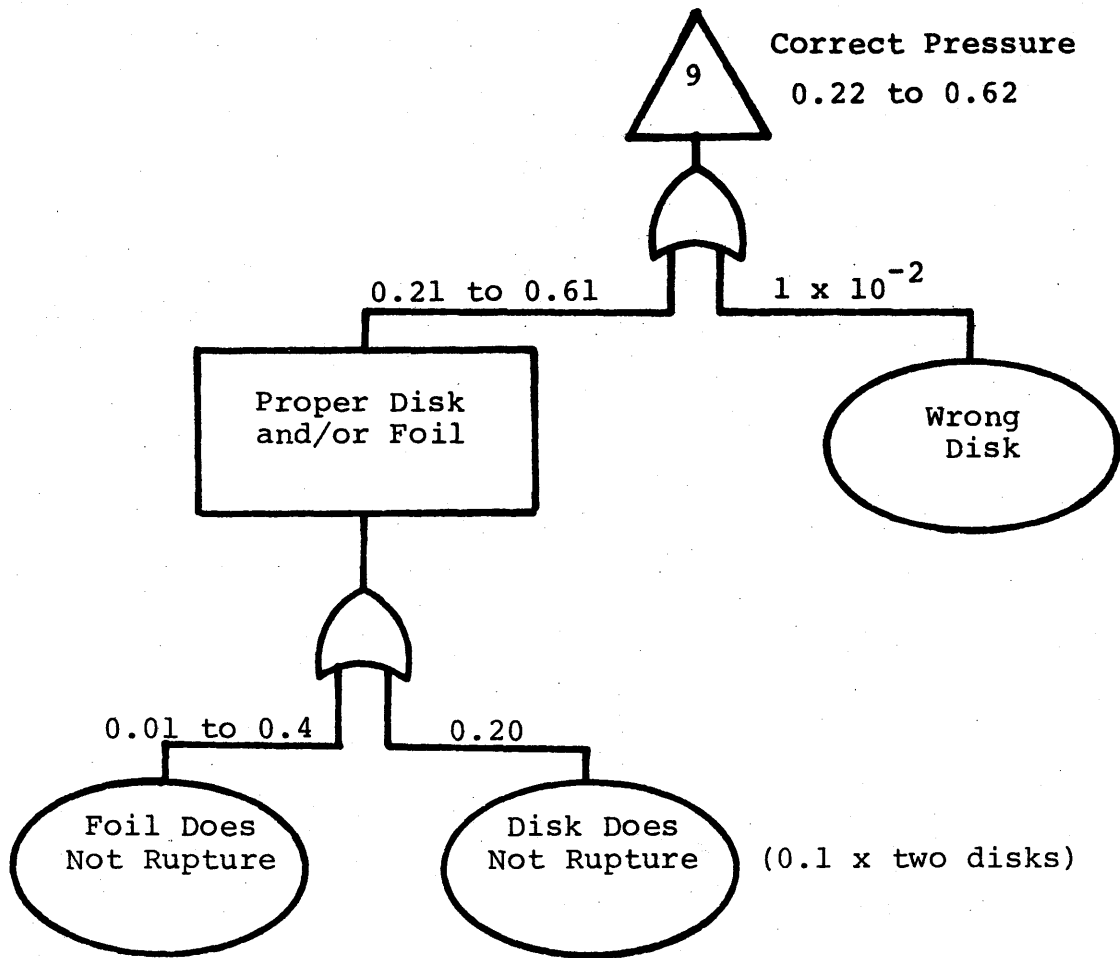 Correct Pressure
9
0.22 to 0.62
0.21 to 0.61
1 x 10⁻²
Proper Disk
and/or Foil
Wrong
Disk
0.01 to 0.4
0.20
Foil Does
Not Rupture
Disk Does
Not Rupture
(0.1 x two disks)